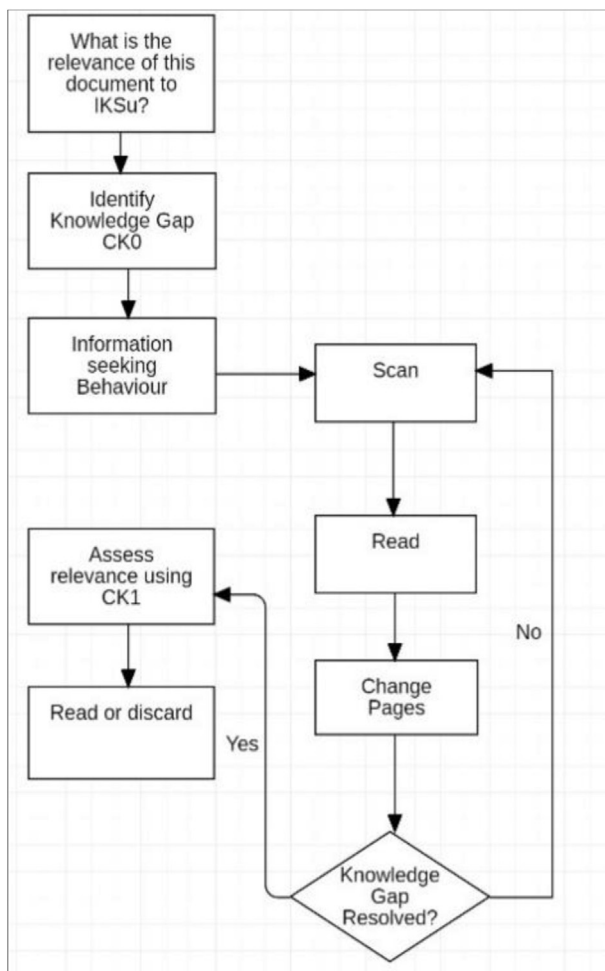 What is the
relevance of this
document to
IKSu?
Identify
Knowledge Gap
CK0
Information
seeking
Behaviour
Scan
Read
Change
Pages
Knowledge
Gap
Resolved?
No
Yes
Assess
relevance using
CK1
Read or discard